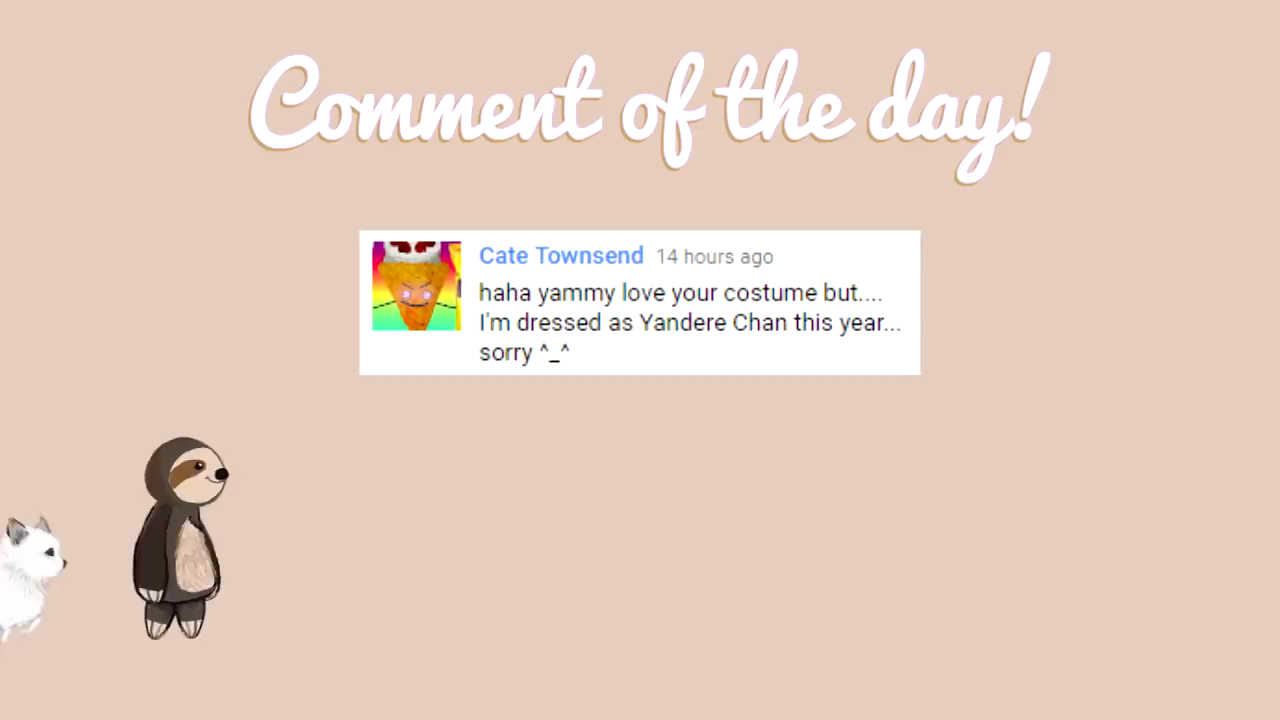 Comment of the day!
Cate Townsend 14 hours ago
haha yammy love your costume but....
I'm dressed as Yandere Chan this year...
sorry ^_^